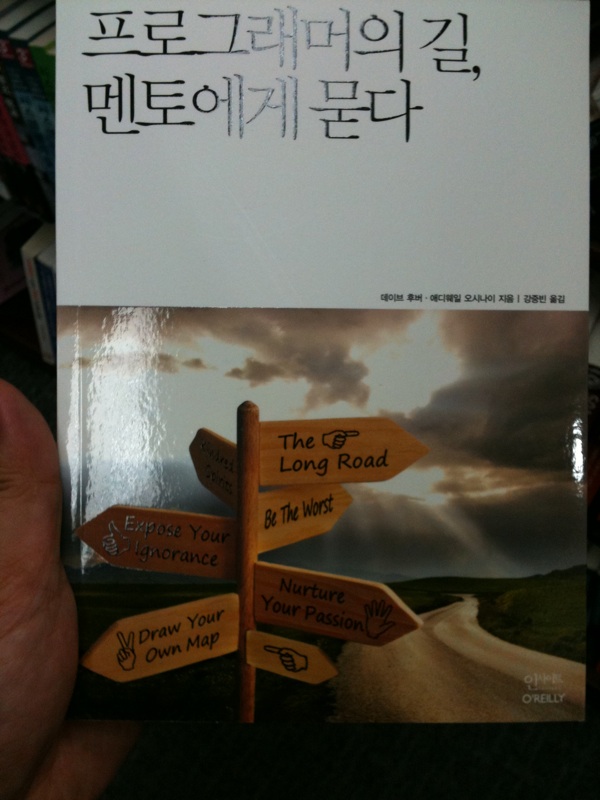 프로그래머의 길,
멘토에게 묻다
데이브 후버 · 애디웨일 오시나이 지음 | 강중빈 옮김
The
Long Road
Be The Worst
Expose Your
Ignorance
Nurture
Your Passion
Draw Your
Own Map
인사이트
O'REILLY